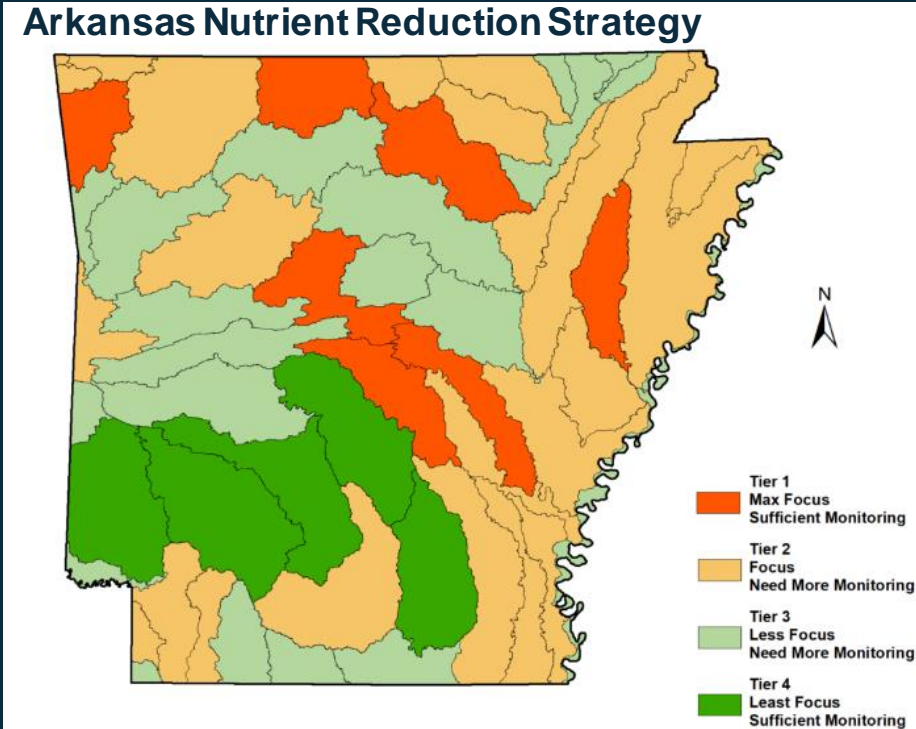 Arkansas Nutrient Reduction Strategy
N
Tier 1
Max Focus
Sufficient Monitoring
Tier 2
Focus
Need More Monitoring
Tier 3
Less Focus
Need More Monitoring
Tier 4
Least Focus
Sufficient Monitoring